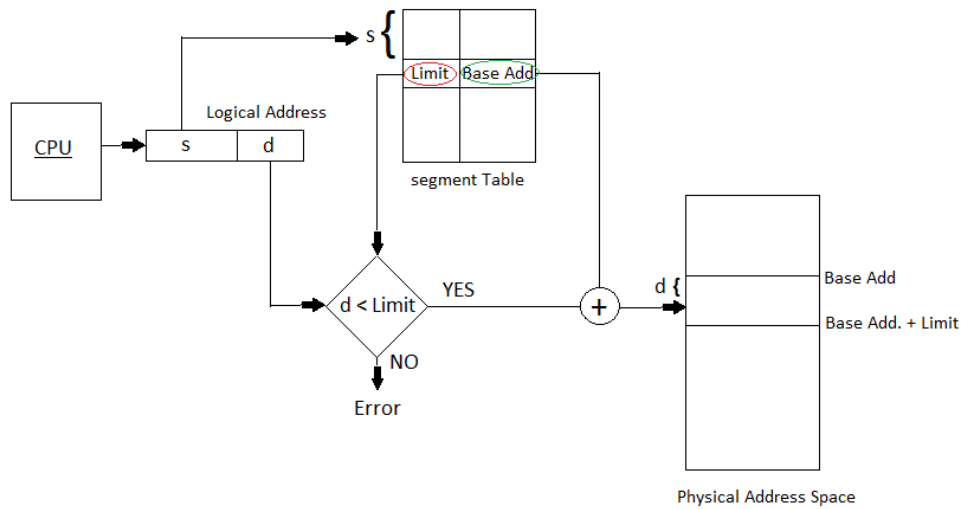 s {
Limit
Base Add
Logical Address
CPU
s
d
segment Table
Base Add
d {
YES
d < Limit
+
Base Add. + Limit
NO
Error
Physical Address Space